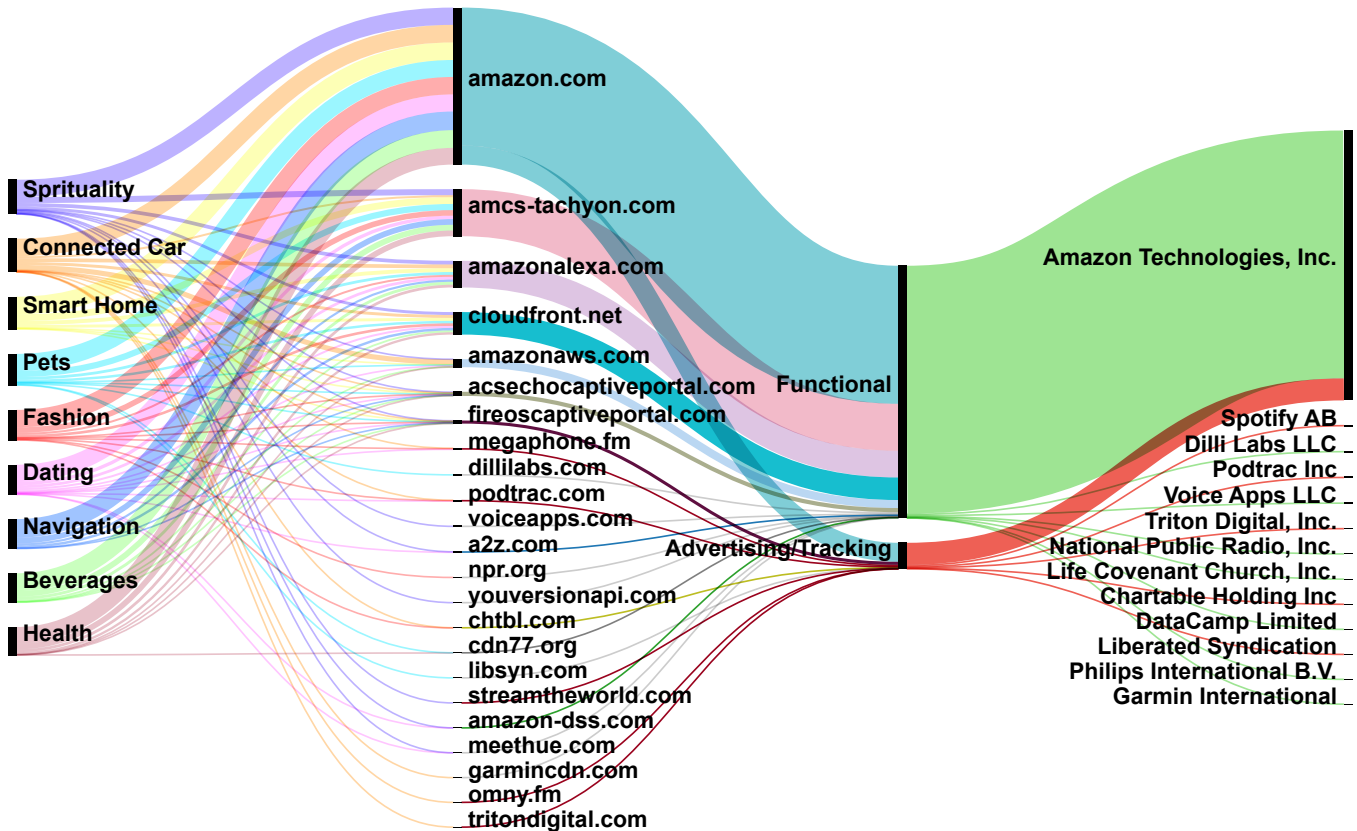 Sprituality
Connected Car
Smart Home
Pets
Fashion
Dating
Navigation
Beverages
Health
amazon.com
amcs-tachyon.com
amazonalexa.com
cloudfront.net
amazonaws.com
acsechocaptiveportal.com
fireoscaptiveportal.com
megaphone.fm
dillilabs.com
podtrac.com
voiceapps.com
a2z.com
npr.org
youversionapi.com
chtbl.com
cdn77.org
libsyn.com
streamtheworld.com
amazon-dss.com
meethue.com
garmincdn.com
omny.fm
tritondigital.com
Functional
Advertising/Tracking
Amazon Technologies, Inc.
Spotify AB
Dilli Labs LLC
Podtrac Inc
Voice Apps LLC
Triton Digital, Inc.
National Public Radio, Inc.
Life Covenant Church, Inc.
Chartable Holding Inc
DataCamp Limited
Liberated Syndication
Philips International B.V.
Garmin International